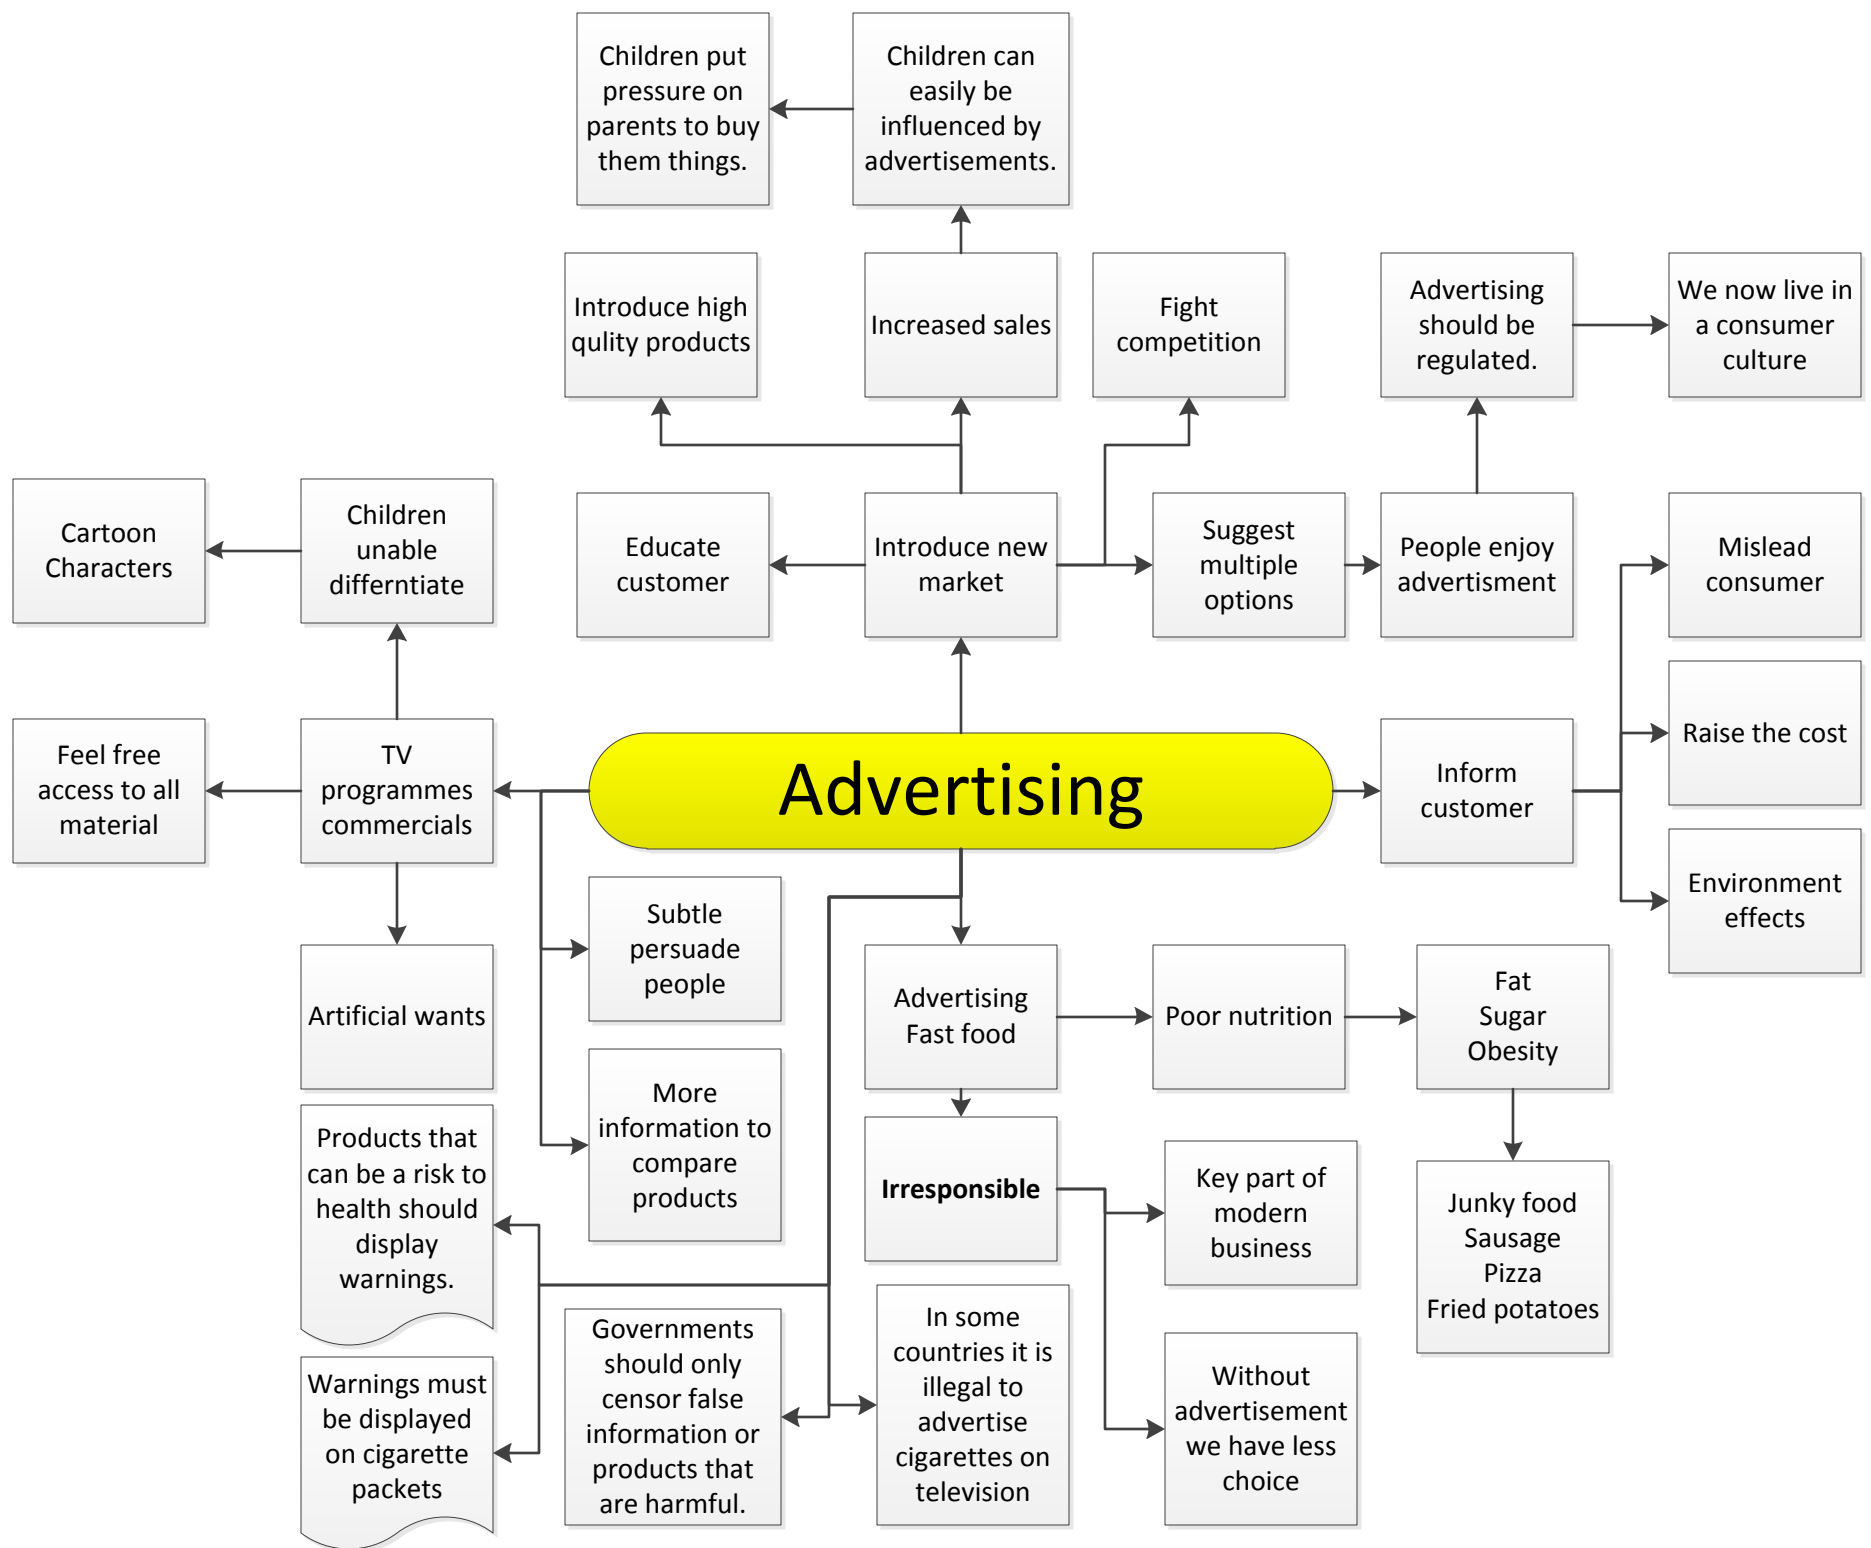 Children put
pressure on
parents to buy
them things.
Children can
easily be
influenced by
advertisements.
Introduce high
qulity products
Increased sales
Fight
competition
Advertising
should be
regulated.
We now live in
a consumer
culture
Cartoon
Characters
Children
unable
differntiate
Educate
customer
Introduce new
market
Suggest
multiple
options
People enjoy
advertisment
Mislead
consumer
Feel free
access to all
material
TV
programmes
commercials
Advertising
Inform
customer
Raise the cost
Environment
effects
Artificial wants
Subtle
persuade
people
Advertising
Fast food
Poor nutrition
Fat
Sugar
Obesity
More
information to
compare
products
Products that
can be a risk to
health should
display
warnings.
Irresponsible
Key part of
modern
business
Junky food
Sausage
Pizza
Fried potatoes
Warnings must
be displayed
on cigarette
packets
Governments
should only
censor false
information or
products that
are harmful.
In some
countries it is
illegal to
advertise
cigarettes on
television
Without
advertisement
we have less
choice